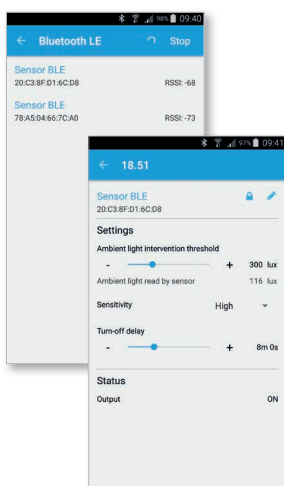 98% 09:40
← Bluetooth LE Stop
Sensor BLE
20:C3:8F:D1:6C:D8 RSSI: -68
Sensor BLE
78:A5:04:66:7C:A0 RSSI: -73
97% 09:41
← 18.51
Sensor BLE
20:C3:8F:D1:6C:D8
Settings
Ambient light intervention threshold
- + 300 lux
Ambient light read by sensor 116 lux
Sensitivity High
Turn-off delay
- + 8m 0s
Status
Output ON